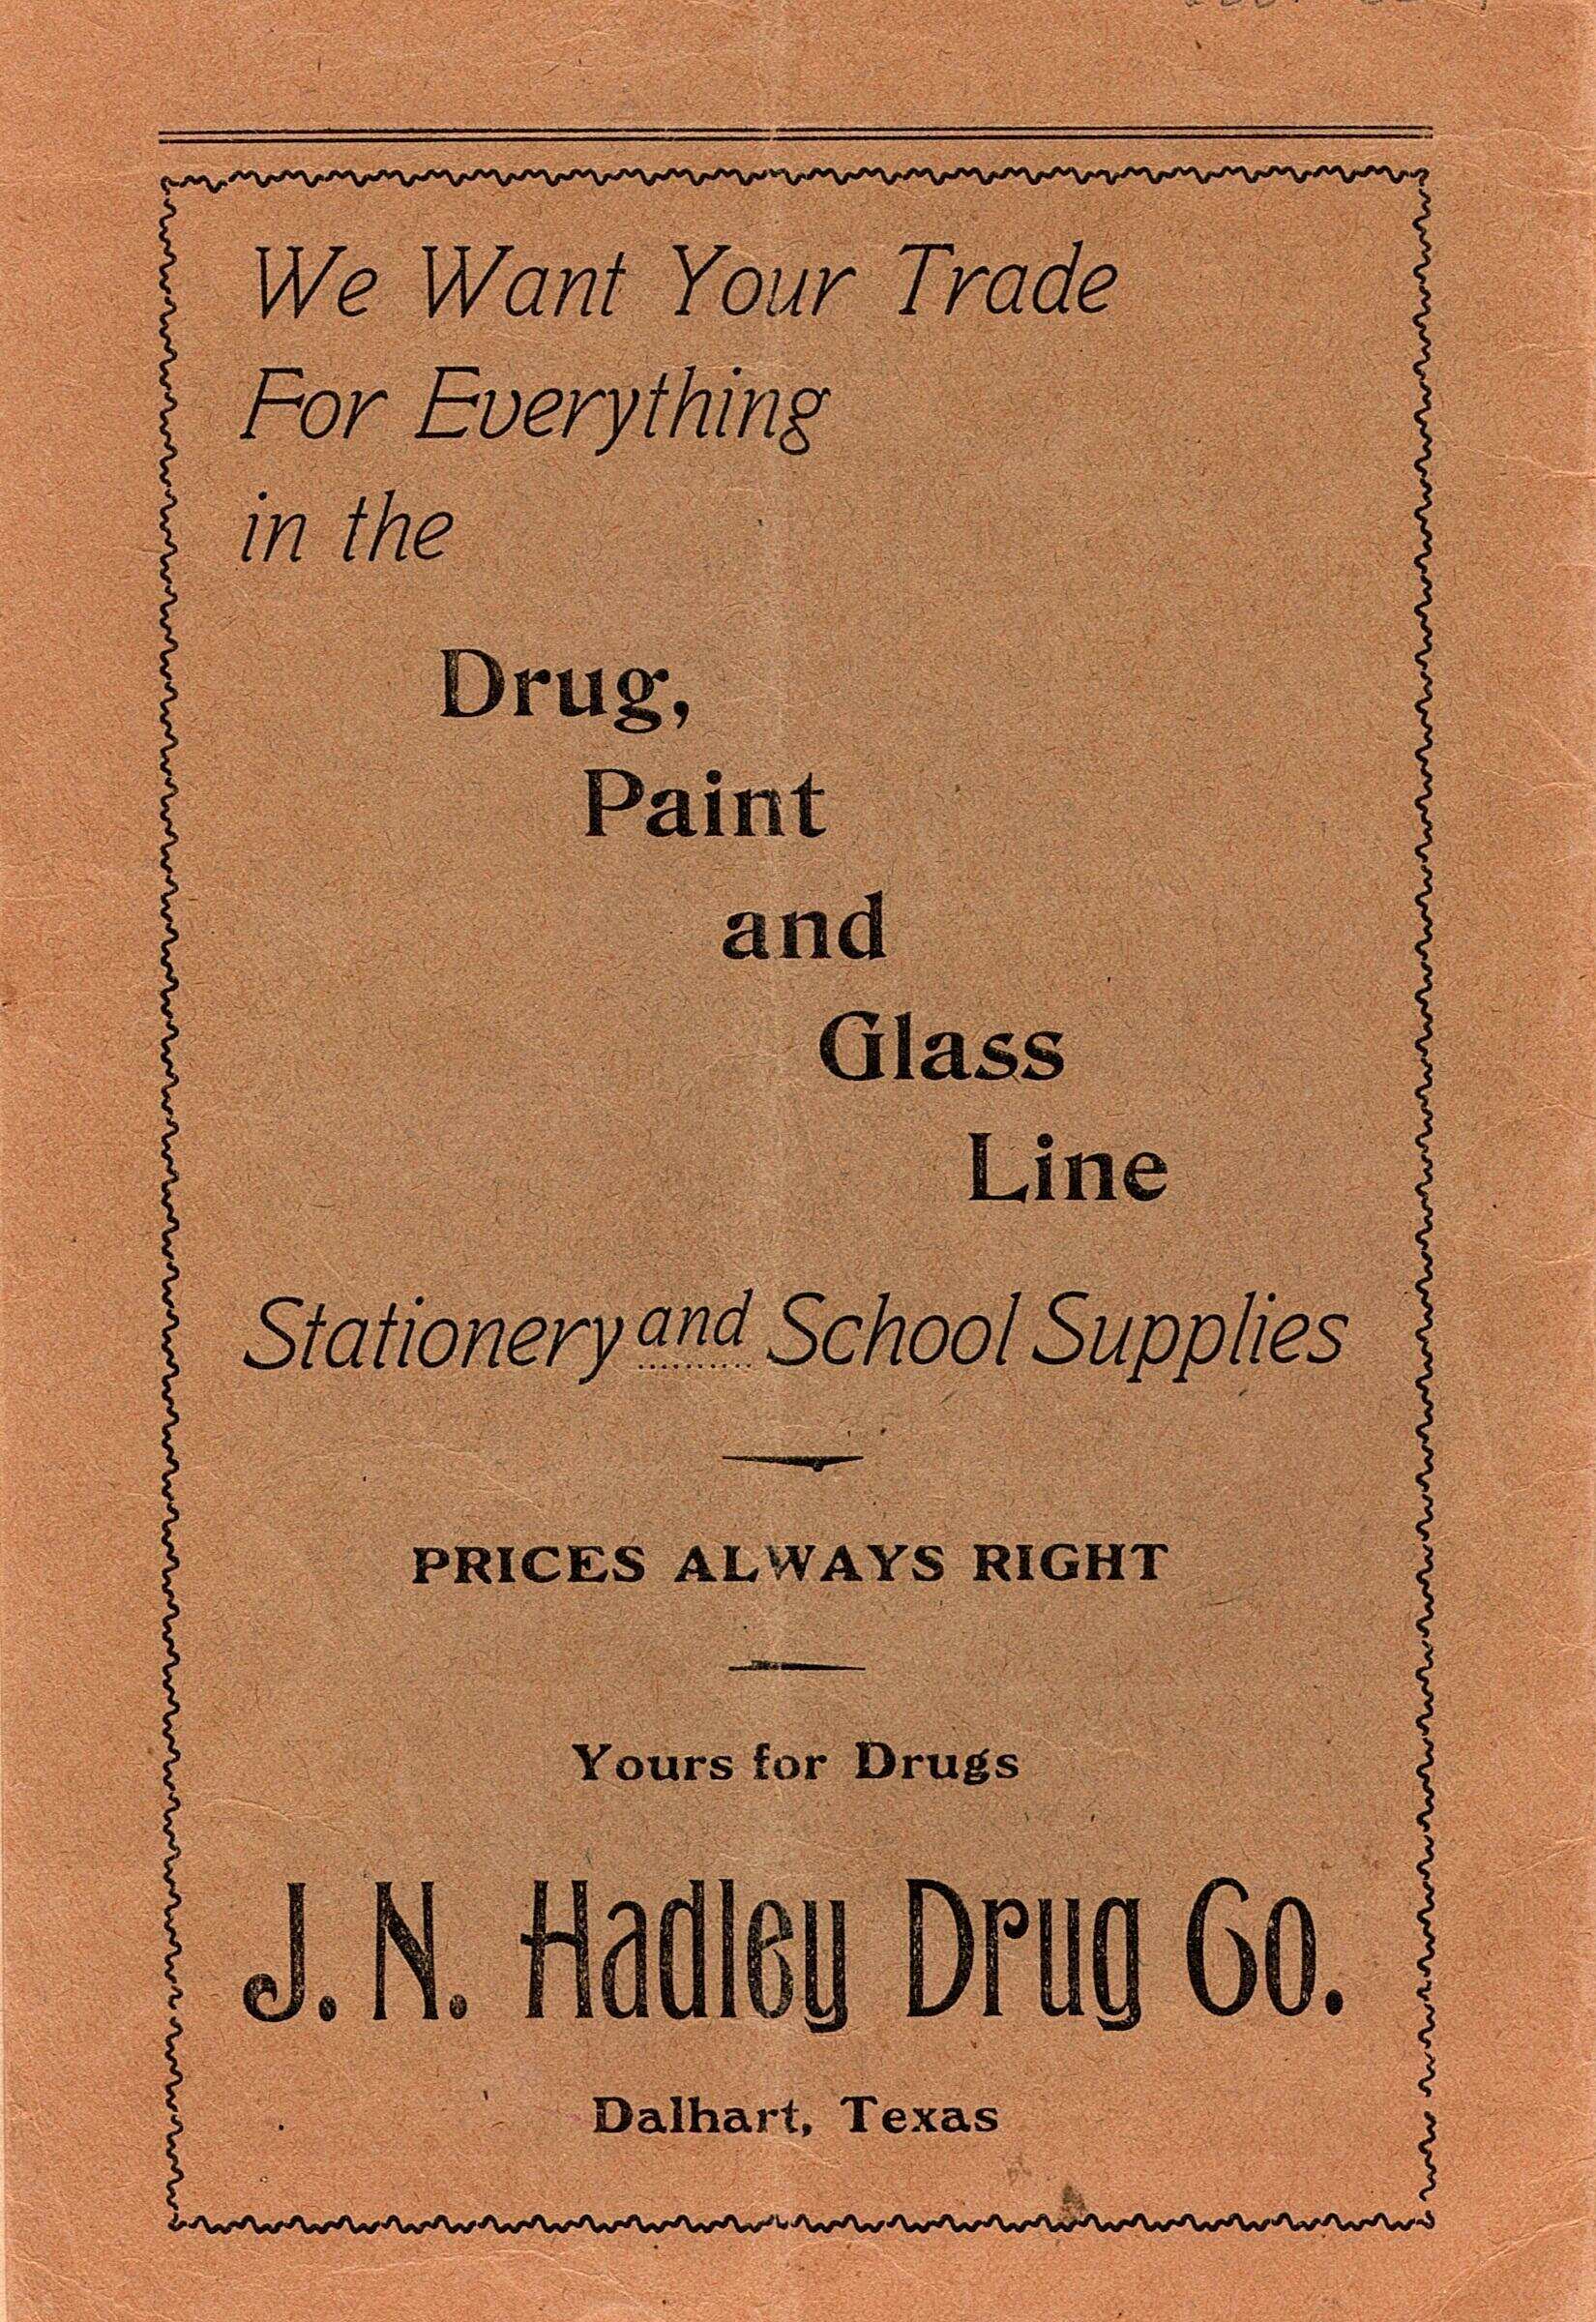 We Want Your Trade
For Everything
in the
Drug,
Paint
and
Glass
Line
Stationery and School Supplies
PRICES ALWAYS RIGHT
Yours for Drugs
J. N. Hadley Drug Co.
Dalhart, Texas